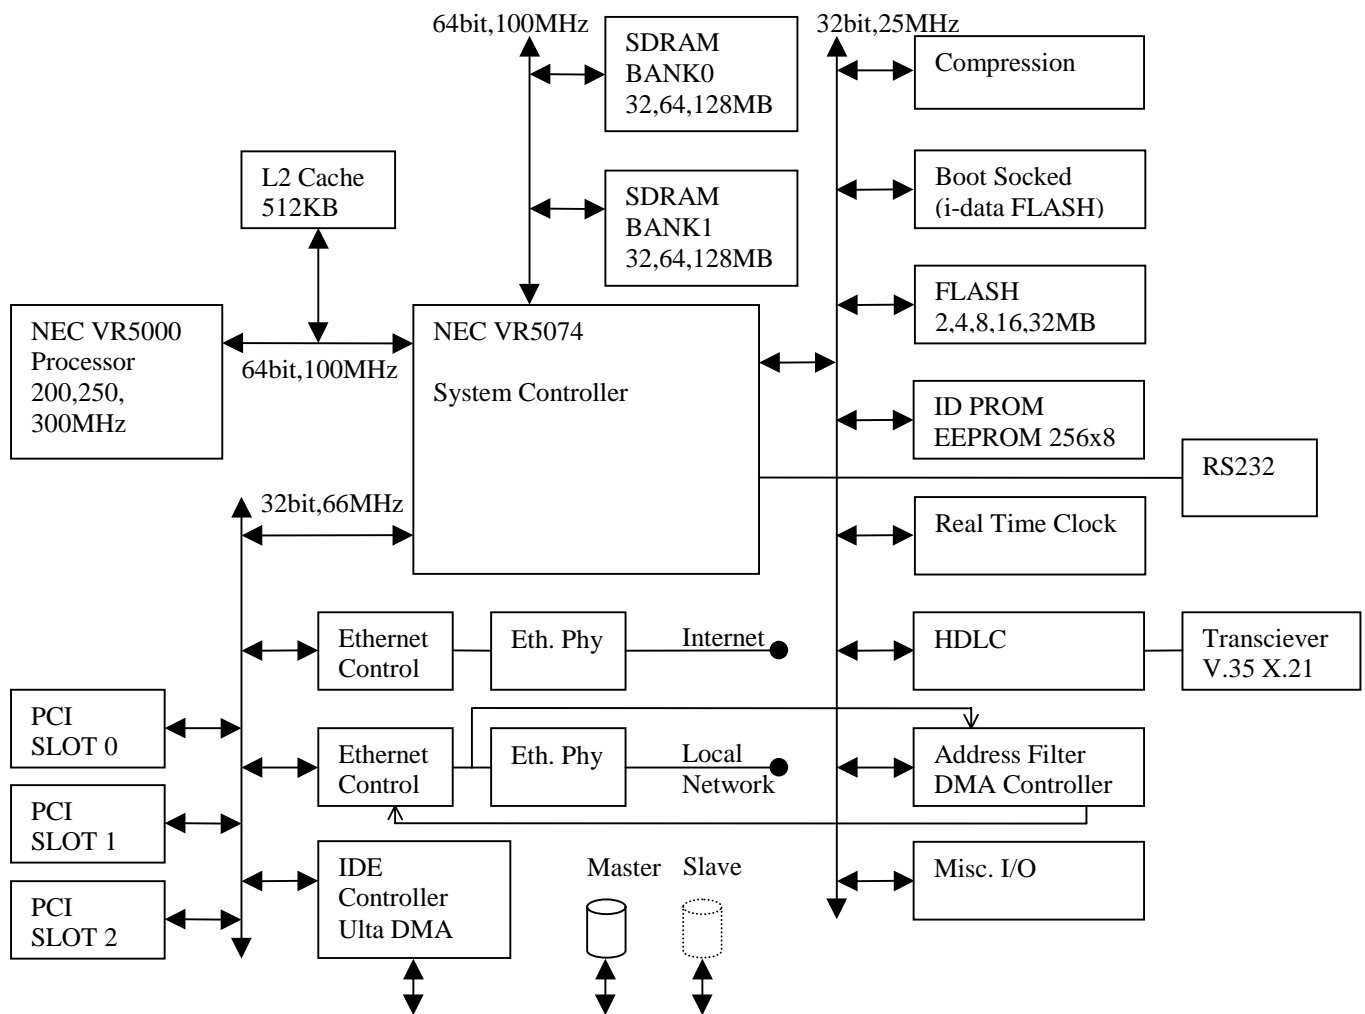 64bit,100MHz
32bit,25MHz
SDRAM
BANK0
32,64,128MB
Compression
L2 Cache
512KB
SDRAM
BANK1
32,64,128MB
Boot Socked
(i-data FLASH)
FLASH
2,4,8,16,32MB
NEC VR5000
Processor
200,250,
300MHz
64bit,100MHz
NEC VR5074
System Controller
ID PROM
EEPROM 256x8
RS232
32bit,66MHz
Real Time Clock
Ethernet
Control
Eth. Phy
Internet
HDLC
Transciever
V.35 X.21
PCI
SLOT 0
Ethernet
Control
Eth. Phy
Local
Network
Address Filter
DMA Controller
PCI
SLOT 1
IDE
Controller
Ulta DMA
Master
Slave
Misc. I/O
PCI
SLOT 2